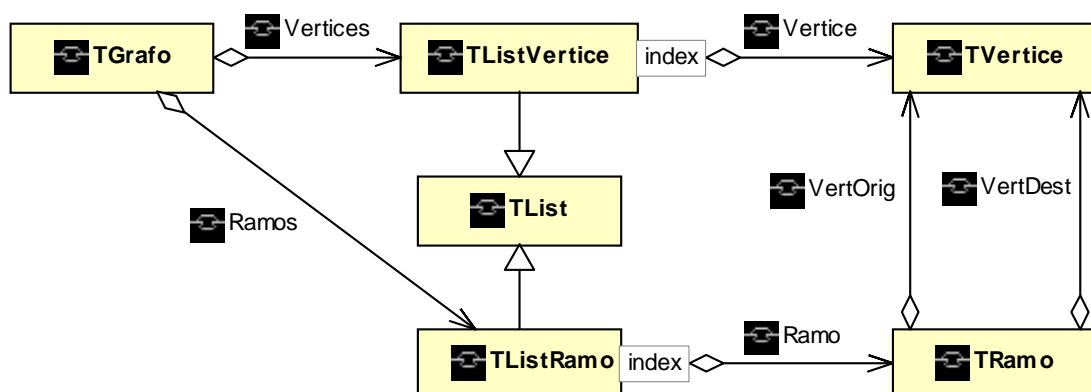 Vertices
Vertice
TGrafo
TListVertice
index
TVertice
VertOrig
VertDest
TList
Ramos
Ramo
TListRamo
index
TRamo